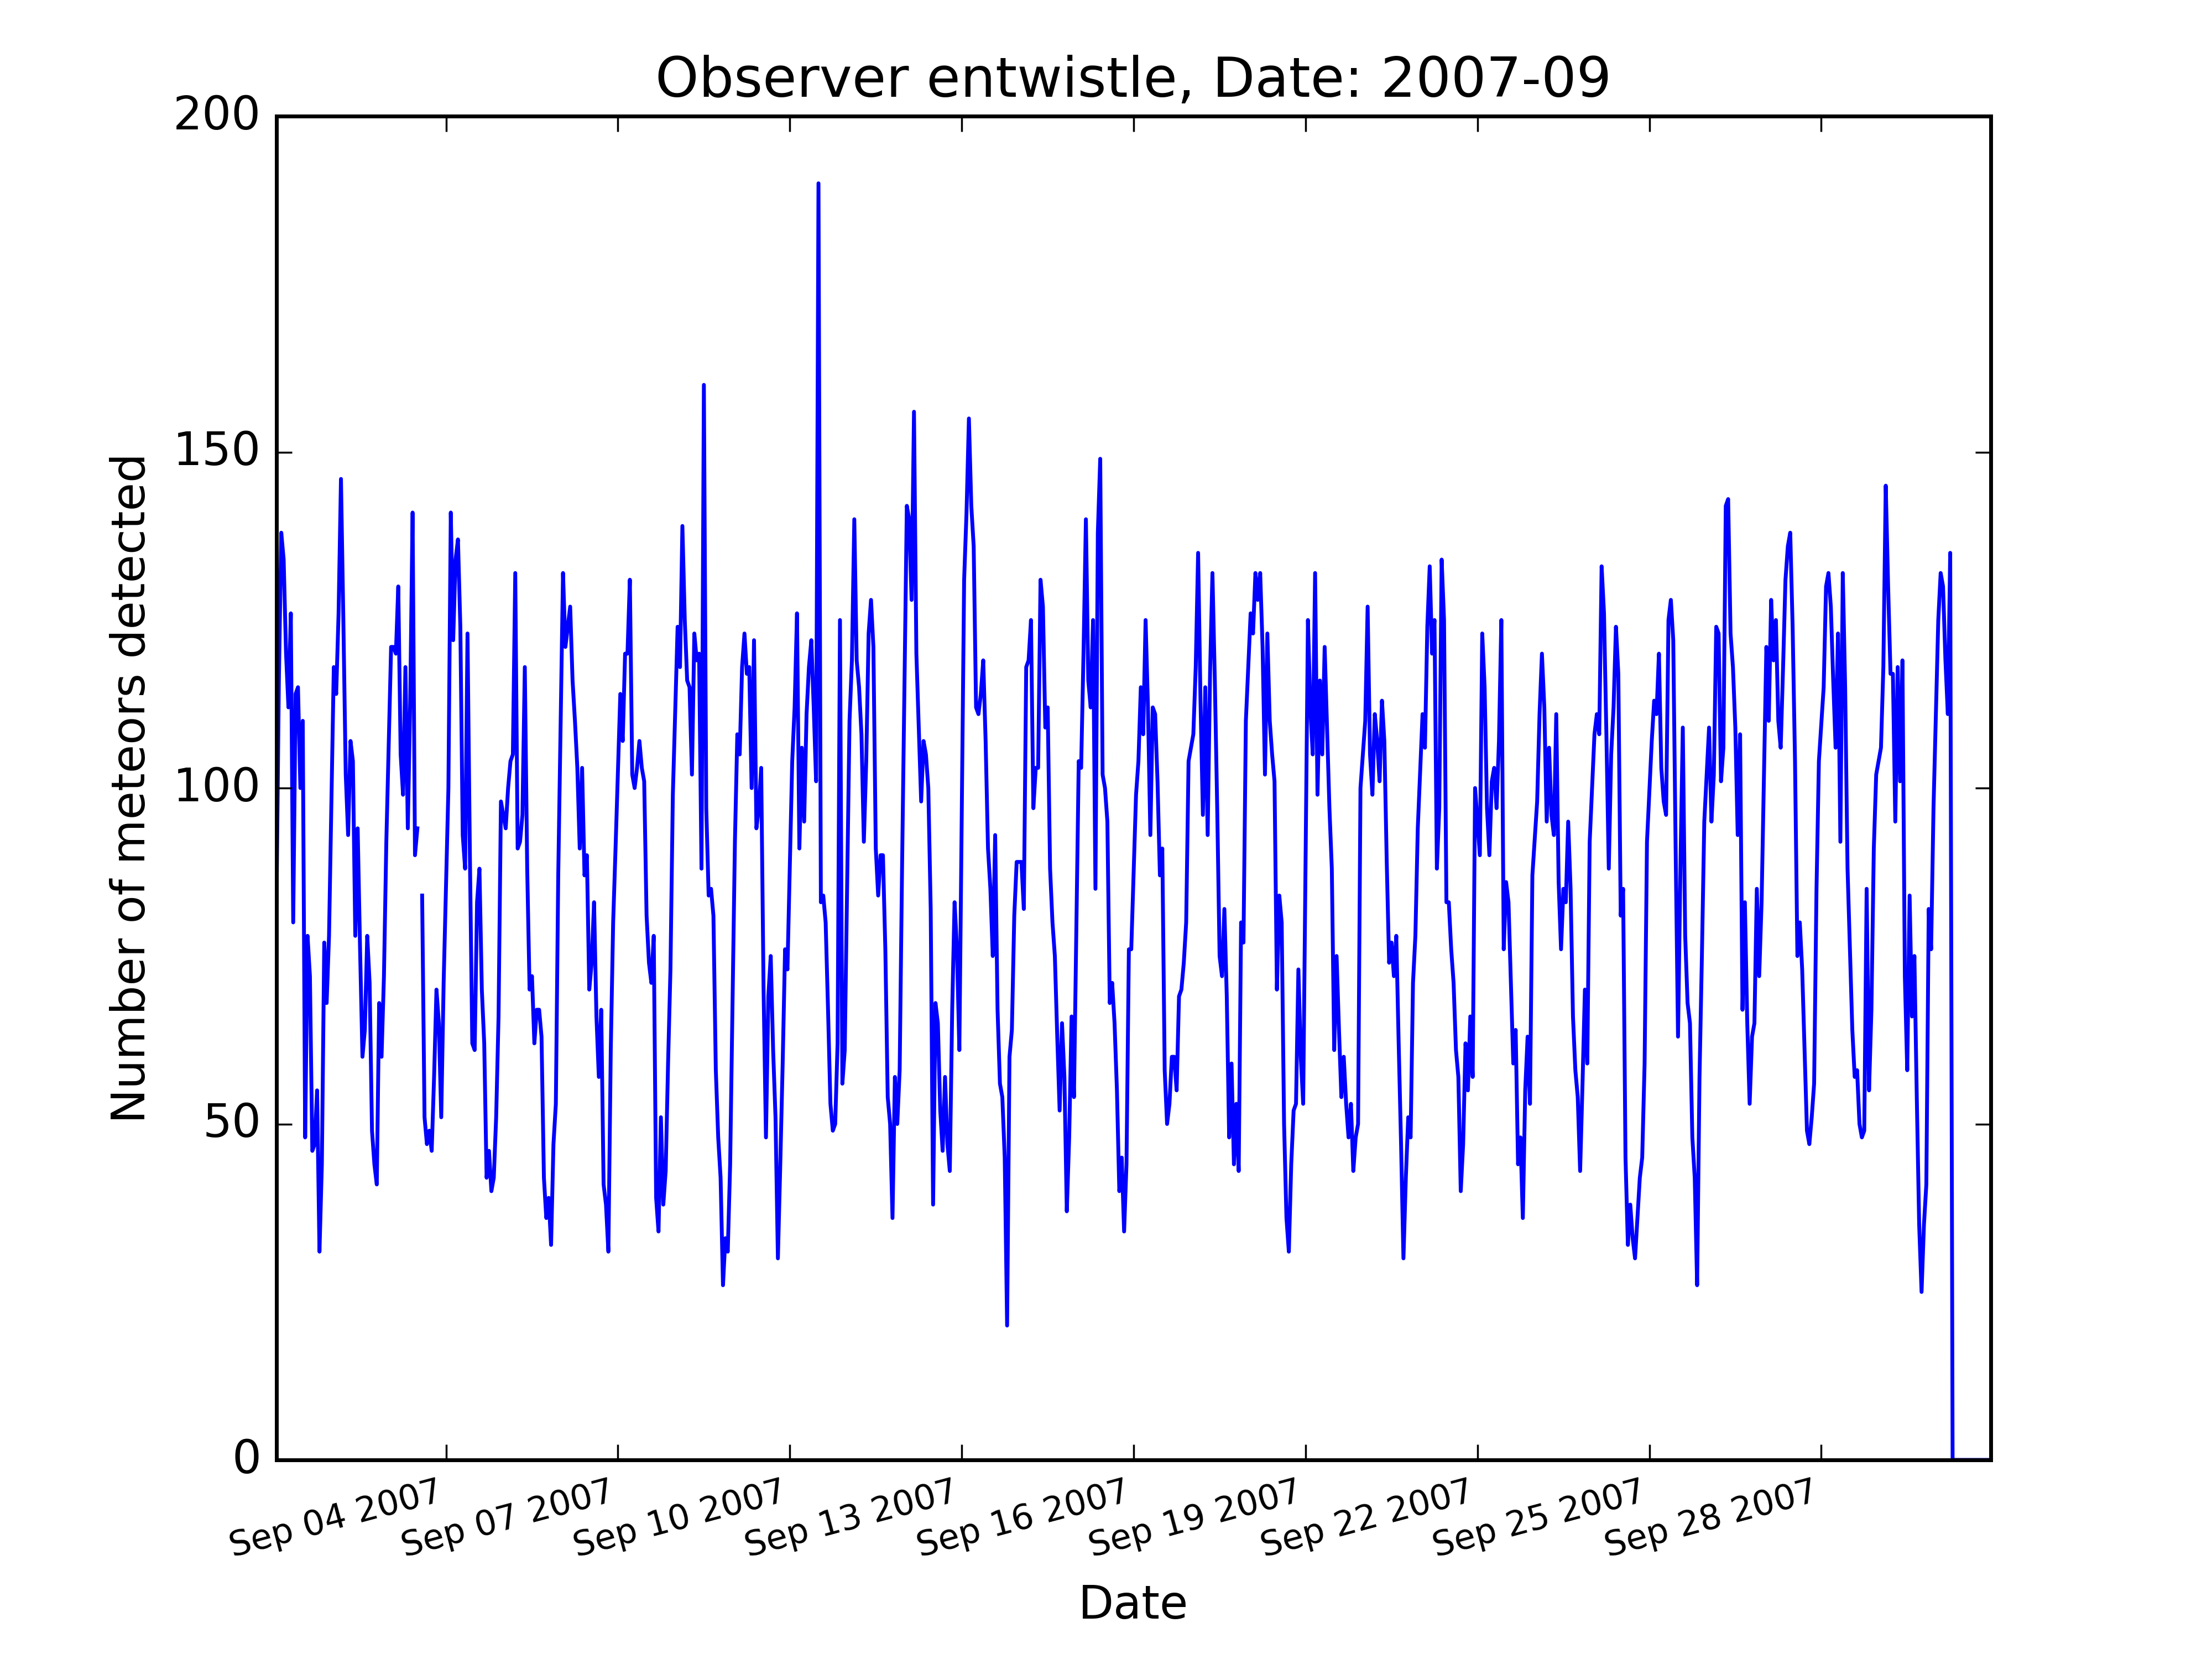 Observer entwistle, Date: 2007-09
200
150
100
50
0
Number of meteors detected
Sep 04 2007
Sep 07 2007
Sep 10 2007
Sep 13 2007
Sep 16 2007
Sep 19 2007
Sep 22 2007
Sep 25 2007
Sep 28 2007
Date